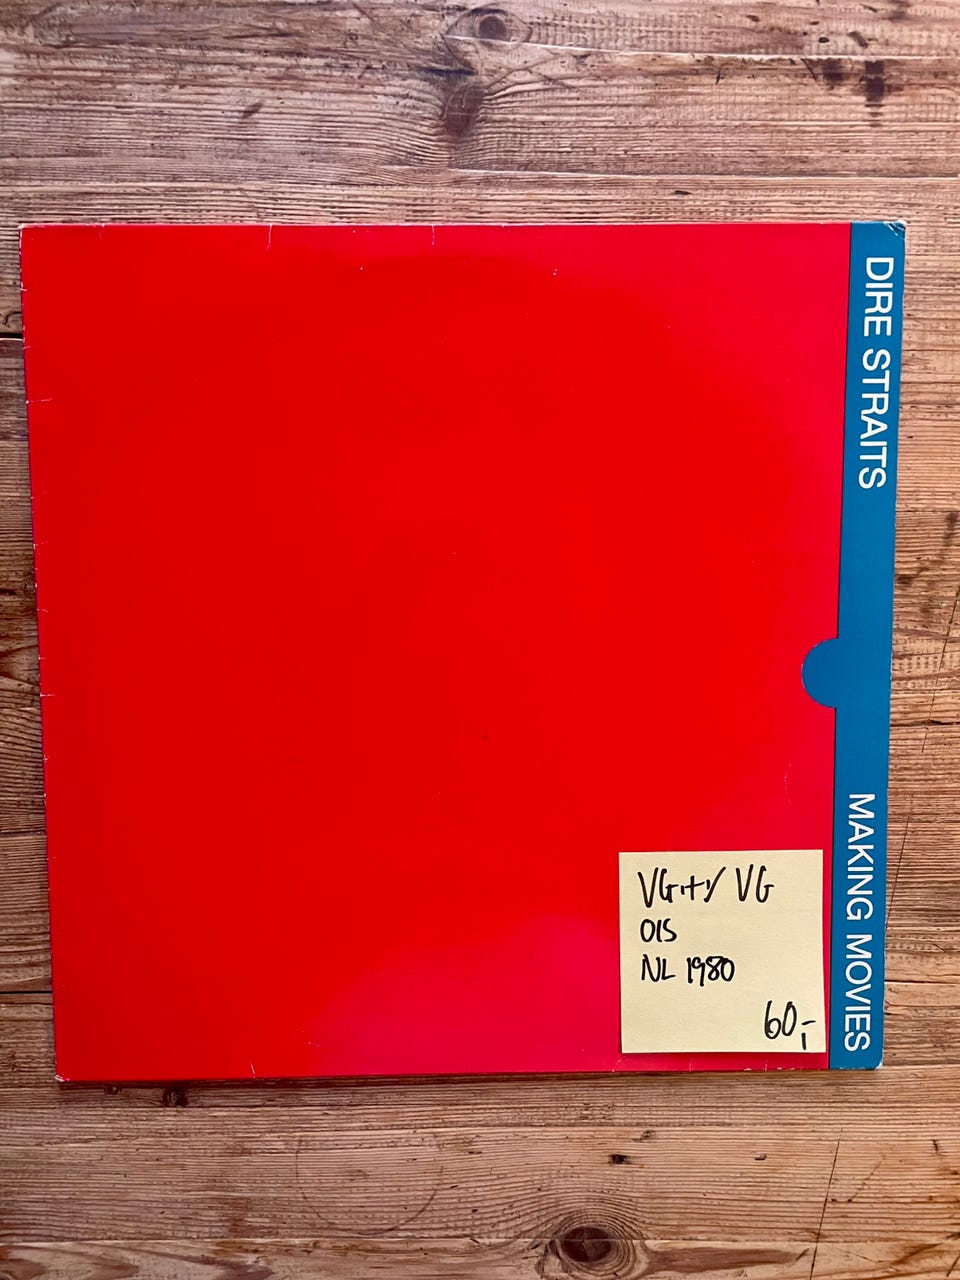 DIRE STRAITS
MAKING MOVIES
VG(+)/ VG
OIS
NL 1980
60,-